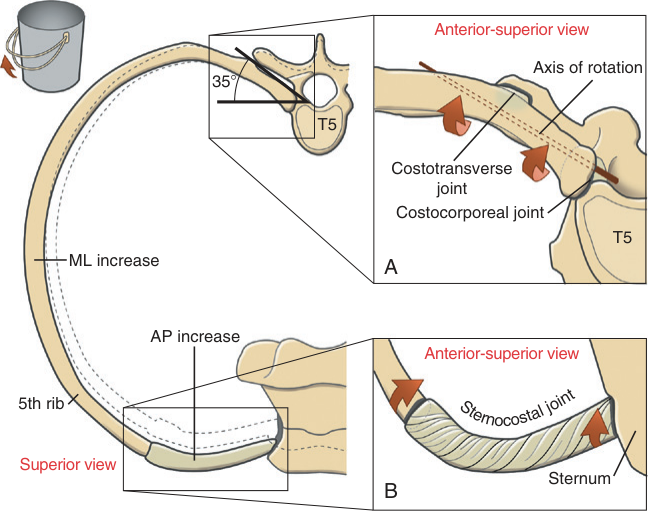 Anterior-superior view
Axis of rotation
35°
T5
Costotransverse
joint
Costocorporeal joint
T5
A
ML increase
AP increase
5th rib
Superior view
Anterior-superior view
Sternocostal joint
Sternum
B